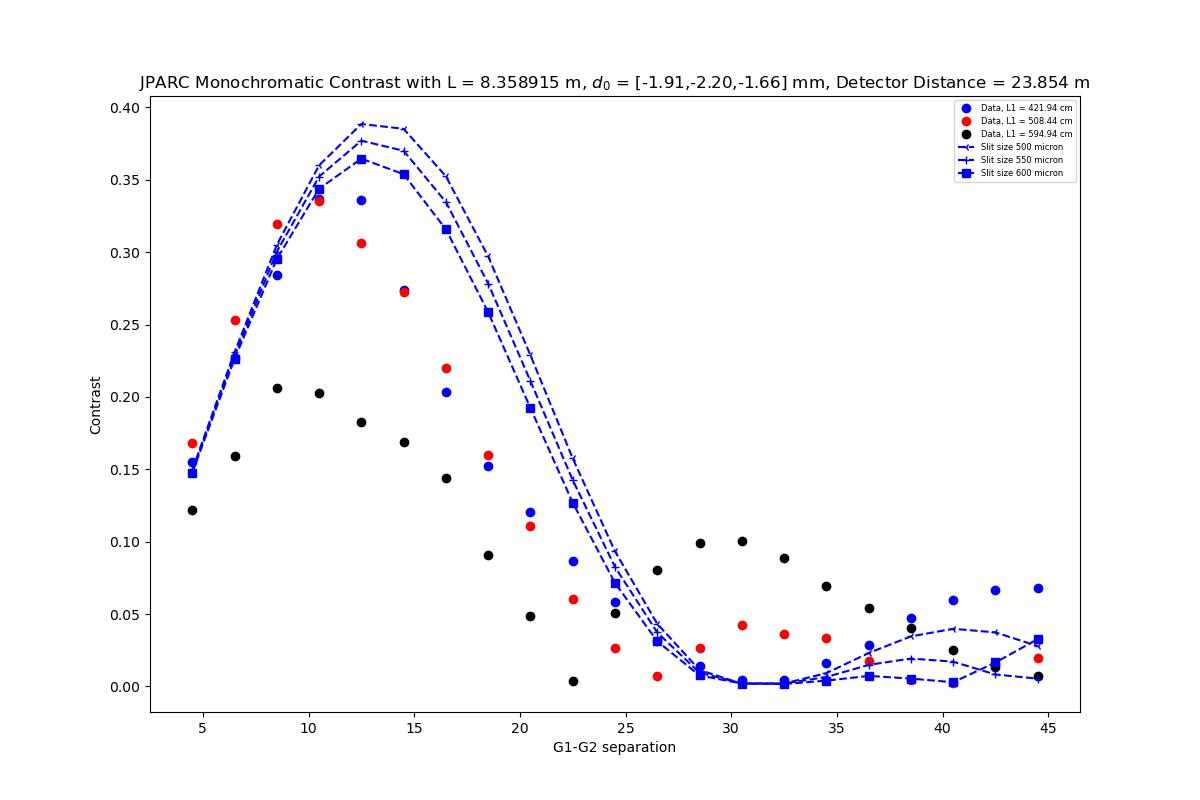 JPARC Monochromatic Contrast with L = 8.358915 m, d₀ = [-1.91,-2.20,-1.66] mm, Detector Distance = 23.854 m
Data, L1 = 421.94 cm
Data, L1 = 508.44 cm
Data, L1 = 594.94 cm
Slit size 500 micron
Slit size 550 micron
Slit size 600 micron
Contrast
0.40
0.35
0.30
0.25
0.20
0.15
0.10
0.05
0.00
5 10 15 20 25 30 35 40 45
G1-G2 separation